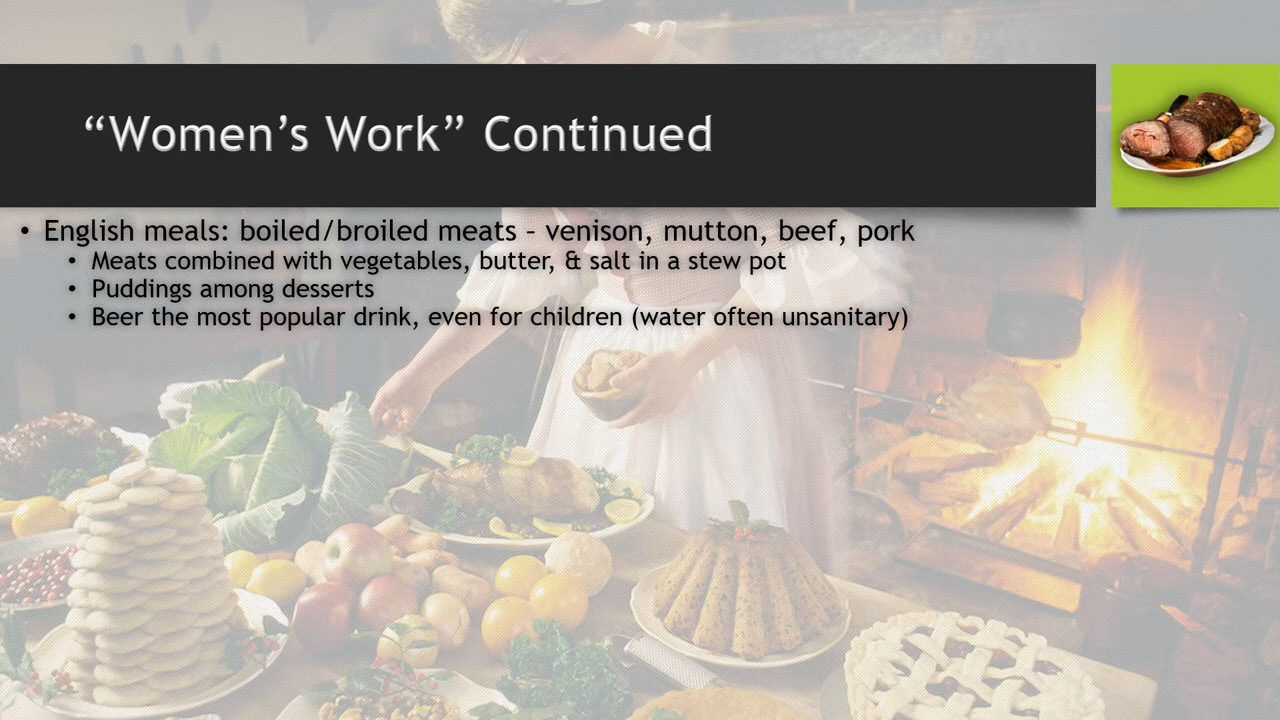 “Women’s Work” Continued
• English meals: boiled/broiled meats – venison, mutton, beef, pork
• Meats combined with vegetables, butter, & salt in a stew pot
• Puddings among desserts
• Beer the most popular drink, even for children (water often unsanitary)